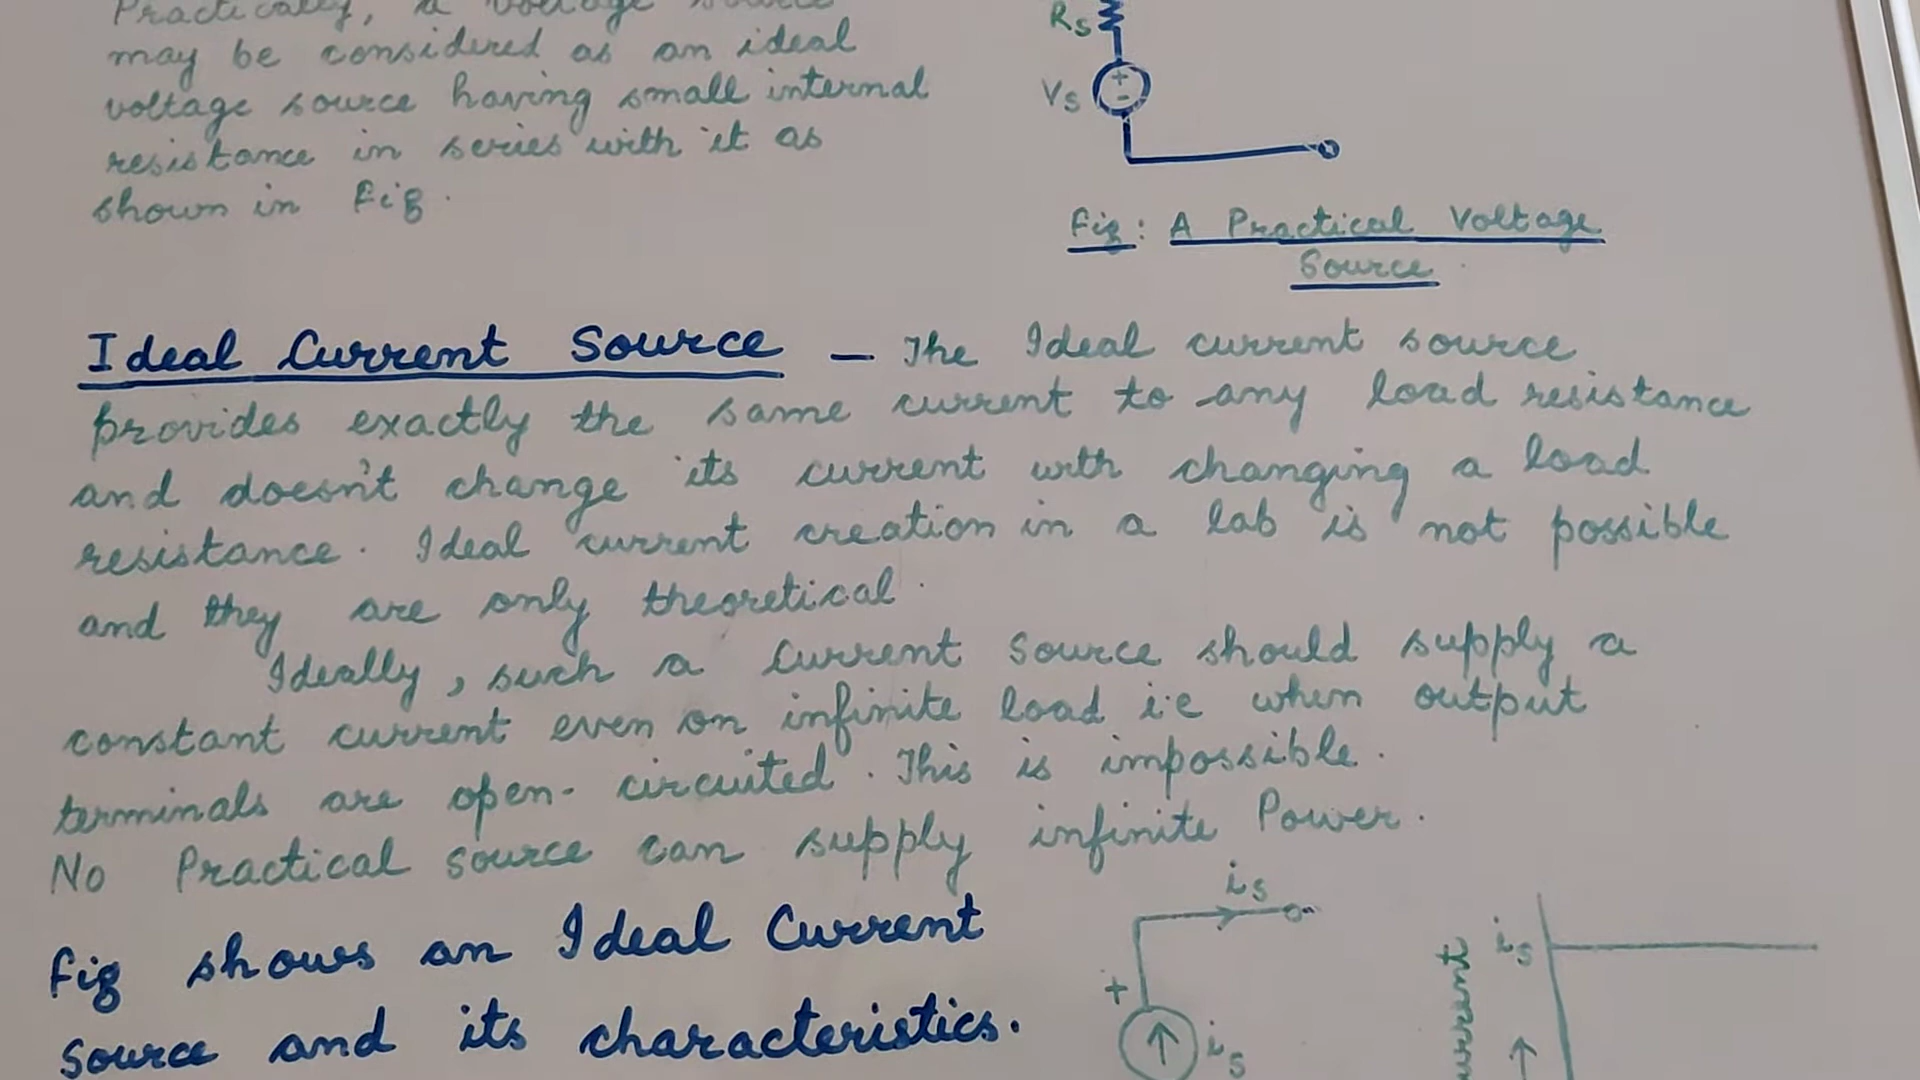 Practically, a voltage source
may be considered as an ideal
voltage source having small internal
resistance in series with it as
shown in Fig.
Rs
Vs
+
-
Fig: A Practical Voltage
Source.
Ideal Current Source — The Ideal current source
provides exactly the same current to any load resistance
and doesn't change its current with changing a load
resistance. Ideal current creation in a lab is not possible
and they are only theoretical.
Ideally, such a Current Source should supply a
constant current even on infinite load i.e when output
terminals are open-circuited. This is impossible.
No Practical source can supply infinite Power.
Fig shows an Ideal Current
Source and its characteristics.
is
+
is
is
urrent